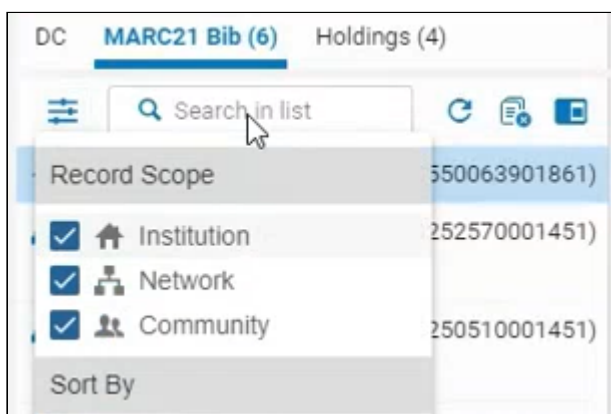 DC MARC21 Bib (6) Holdings (4)
Search in list
Record Scope 550063901861)
Institution 252570001451)
Network
Community 250510001451)
Sort By